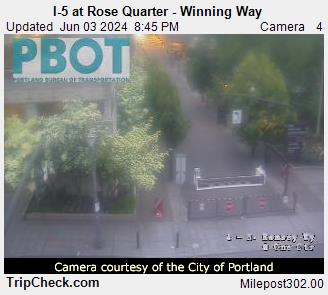 I-5 at Rose Quarter - Winning Way
Updated Jun 03 2024 8:45 PM Camera 4
PBOT
PORTLAND BUREAU OF TRANSPORTATION
Camera courtesy of the City of Portland
TripCheck.com Milepost302.00